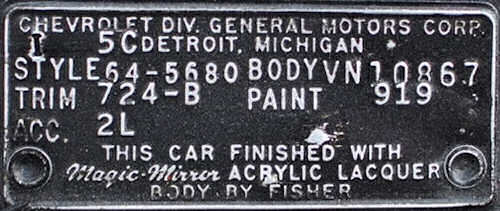 CHEVROLET DIV. GENERAL MOTORS CORP.
I 5C DETROIT, MICHIGAN
STYLE 64-5680 BODY VN 10867
TRIM 724-B PAINT 919
ACC. 2L
THIS CAR FINISHED WITH
Magic-Mirror ACRYLIC LACQUER
BODY BY FISHER